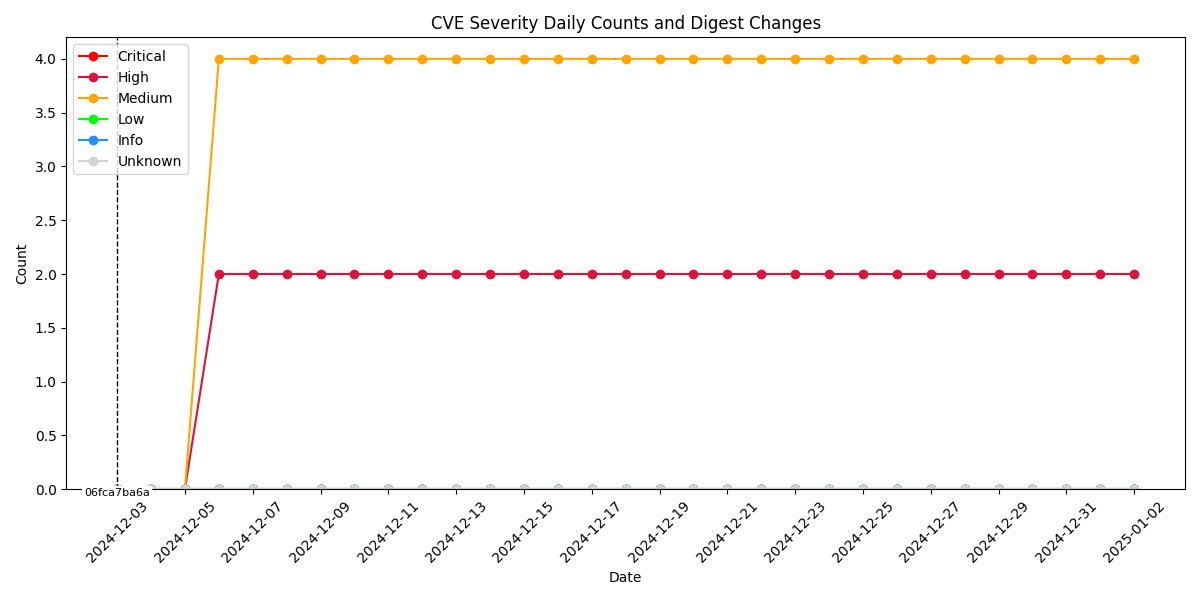 CVE Severity Daily Counts and Digest Changes
Critical
High
Medium
Low
Info
Unknown
Count
4.0
3.5
3.0
2.5
2.0
1.5
1.0
0.5
0.0
06fca7ba6a
2024-12-03
2024-12-05
2024-12-07
2024-12-09
2024-12-11
2024-12-13
2024-12-15
2024-12-17
2024-12-19
2024-12-21
2024-12-23
2024-12-25
2024-12-27
2024-12-29
2024-12-31
2025-01-02
Date